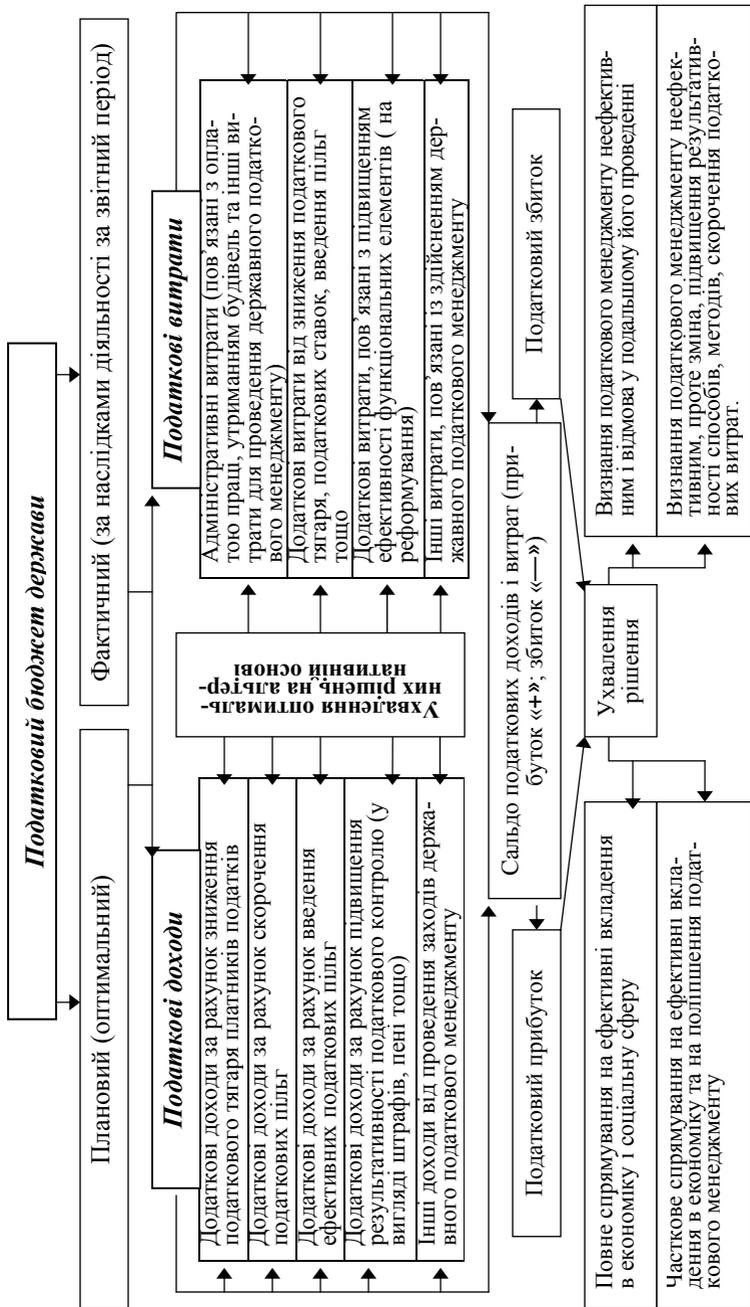 Податковий бюджет держави
Плановий (оптимальний)
Фактичний (за наслідками діяльності за звітний період)
Податкові доходи
Додаткові доходи за рахунок зниження
податкового тягаря платників податків
Додаткові доходи за рахунок скорочення
податкових пільг
Додаткові доходи за рахунок введення
ефективних податкових пільг
Додаткові доходи за рахунок підвищення
результативності податкового контролю (у
вигляді штрафів, пені тощо)
Інші доходи від проведення заходів держа-
вного податкового менеджменту
Ухвалення оптималь-
них рішень на альтер-
нативній основі
Податкові витрати
Адміністративні витрати (пов’язані з опла-
тою праці, утриманням будівель та інші ви-
трати для проведення державного податко-
вого менеджменту)
Додаткові витрати від зниження податкового
тягаря, податкових ставок, введення пільг
тощо
Додаткові витрати, пов’язані з підвищенням
ефективності функціональних елементів ( на
реформування)
Інші витрати, пов’язані із здійсненням дер-
жавного податкового менеджменту
Сальдо податкових доходів і витрат (при-
буток «+»; збиток «—»)
Податковий прибуток
Податковий збиток
Ухвалення
рішення
Повне спрямування на ефективні вкладення
в економіку і соціальну сферу
Часткове спрямування на ефективні вкла-
дення в економіку та на поліпшення подат-
кового менеджменту
Визнання податкового менеджменту неефектив-
ним і відмова у подальшому його проведенні
Визнання податкового менеджменту неефек-
тивним, проте зміна, підвищення результатив-
ності способів, методів, скорочення податко-
вих витрат.